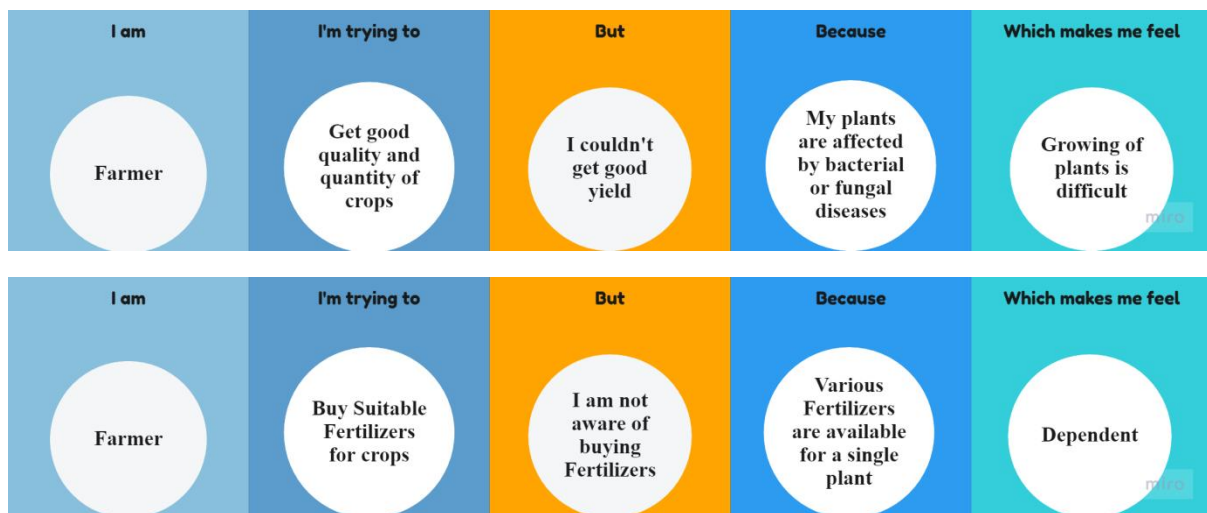 I am
I'm trying to
But
Because
Which makes me feel
Farmer
Get good
quality and
quantity of
crops
I couldn't
get good
yield
My plants
are affected
by bacterial
or fungal
diseases
Growing of
plants is
difficult
miro
I am
I'm trying to
But
Because
Which makes me feel
Farmer
Buy Suitable
Fertilizers
for crops
I am not
aware of
buying
Fertilizers
Various
Fertilizers
are available
for a single
plant
Dependent
miro